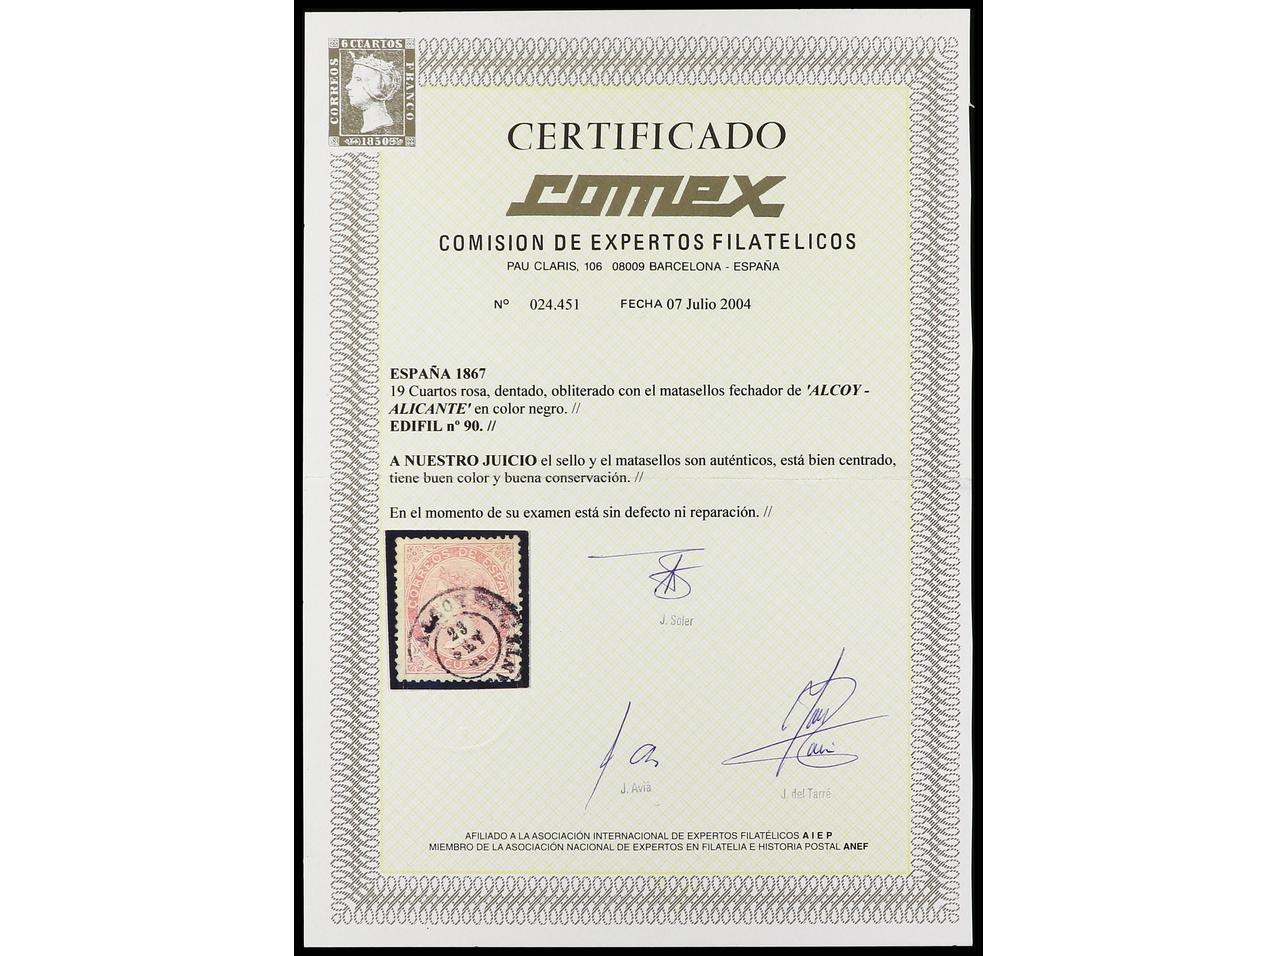 6 CUARTOS
CORREOS
FRANCO
1850
CERTIFICADO
comex
COMISION DE EXPERTOS FILATELICOS
PAU CLARIS, 106 08009 BARCELONA - ESPAÑA
Nº 024.451 FECHA 07 Julio 2004
ESPAÑA 1867
19 Cuartos rosa, dentado, obliterado con el matasellos fechador de 'ALCOY -
ALICANTE' en color negro. //
EDIFIL nº 90. //
A NUESTRO JUICIO el sello y el matasellos son auténticos, está bien centrado,
tiene buen color y buena conservación. //
En el momento de su examen está sin defecto ni reparación. //
CORREOS DE ESPAÑ
ALCOY
23
CUARTOS
J. Soler
J. Avià
J. del Tarré
AFILIADO A LA ASOCIACIÓN INTERNACIONAL DE EXPERTOS FILATÉLICOS A I E P
MIEMBRO DE LA ASOCIACIÓN NACIONAL DE EXPERTOS EN FILATELIA E HISTORIA POSTAL ANEF